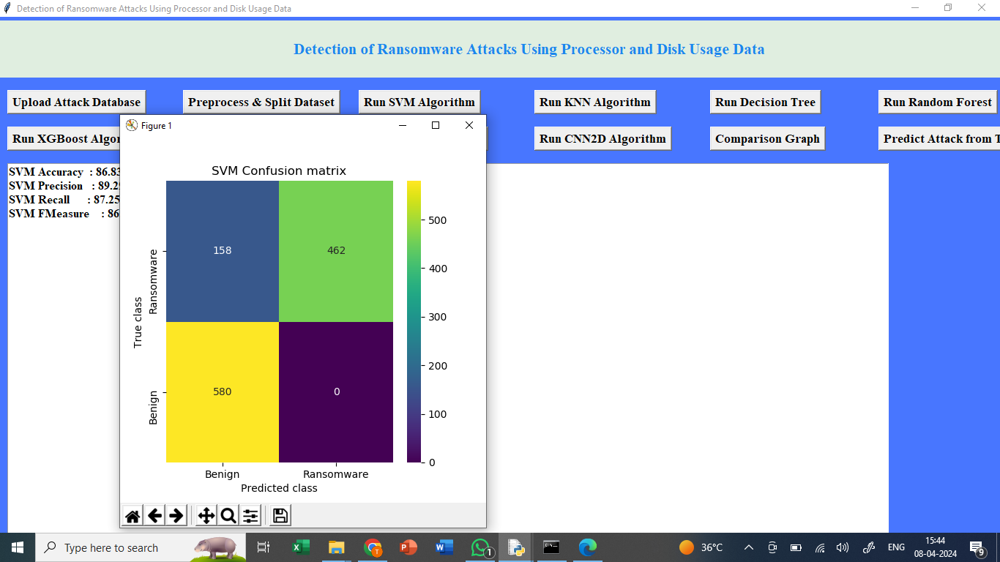 Detection of Ransomware Attacks Using Processor and Disk Usage Data
Detection of Ransomware Attacks Using Processor and Disk Usage Data
Upload Attack Database
Preprocess & Split Dataset
Run SVM Algorithm
Run KNN Algorithm
Run Decision Tree
Run Random Forest
Run XGBoost Algor
Run CNN2D Algorithm
Comparison Graph
Predict Attack from T
SVM Accuracy : 86.83
SVM Precision : 89.2
SVM Recall : 87.25
SVM FMeasure : 86
Figure 1
SVM Confusion matrix
158
462
580
0
True class
Ransomware
Benign
Benign
Ransomware
Predicted class
500
400
300
200
100
0
Type here to search
1
36°C
ENG
15:44
08-04-2024
9